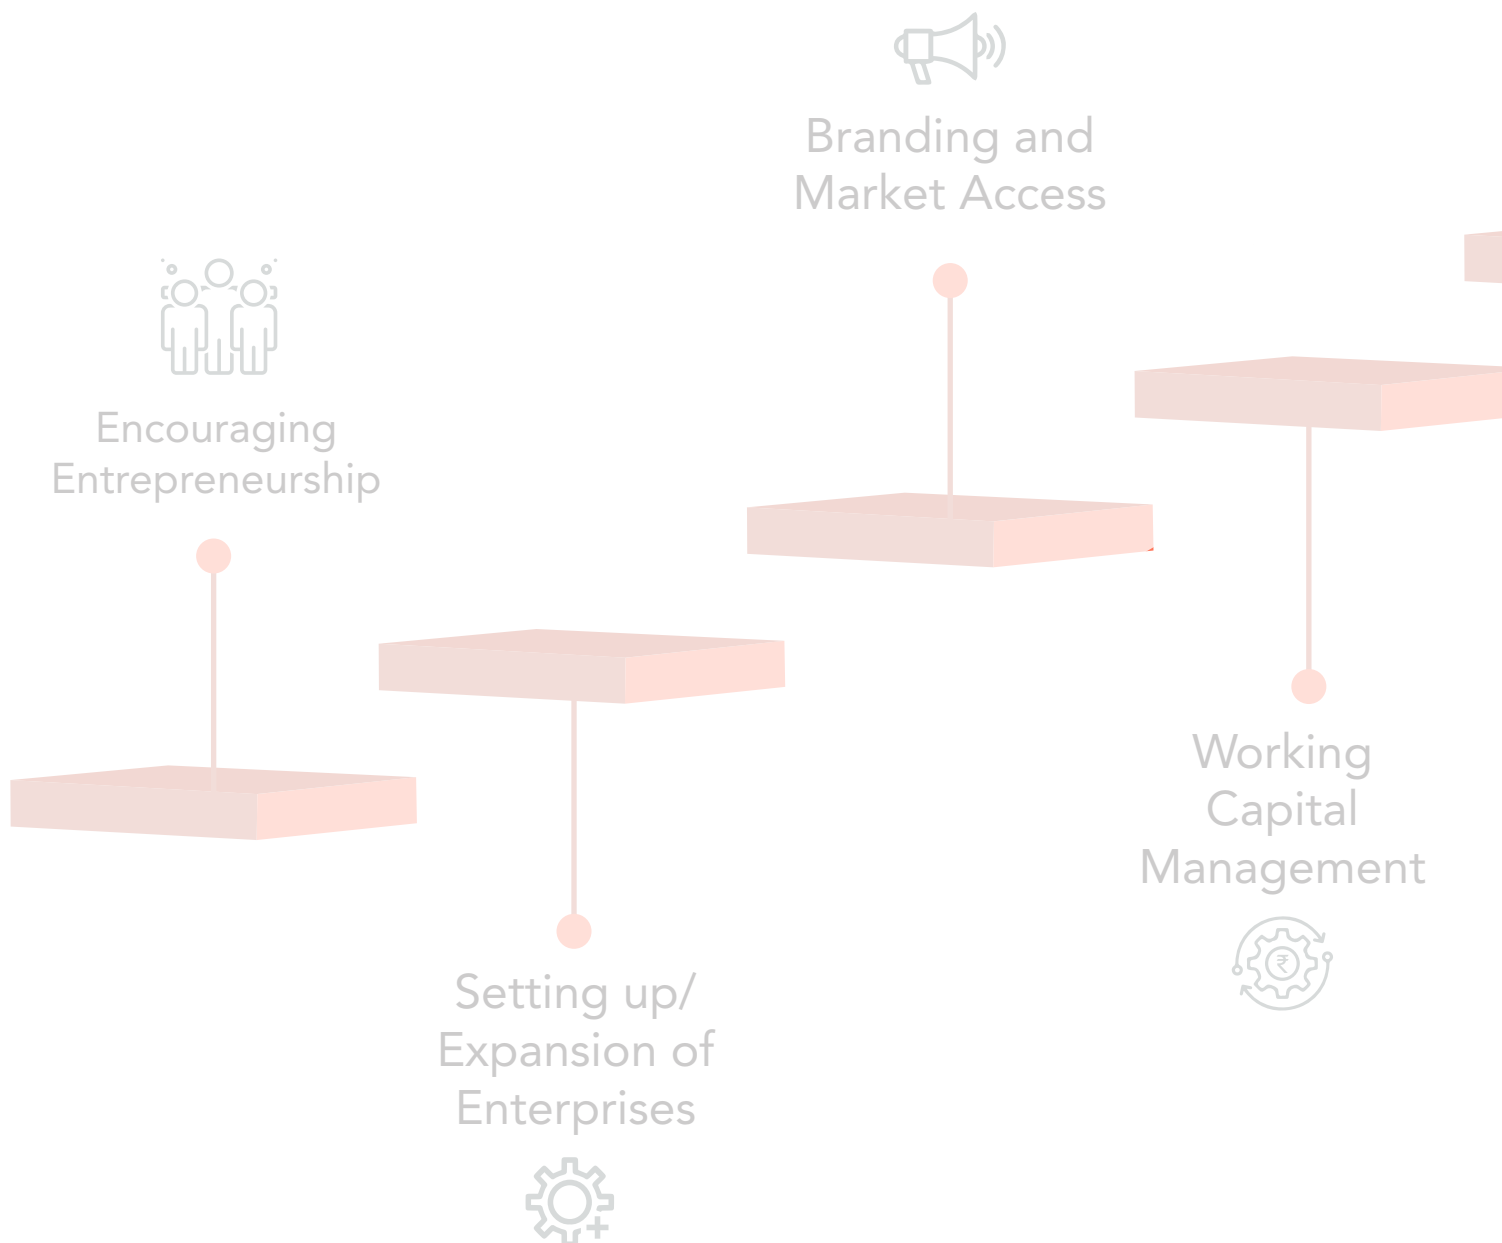 Branding and
Market Access
Encouraging
Entrepreneurship
Working
Capital
Management
₹
Setting up/
Expansion of
Enterprises